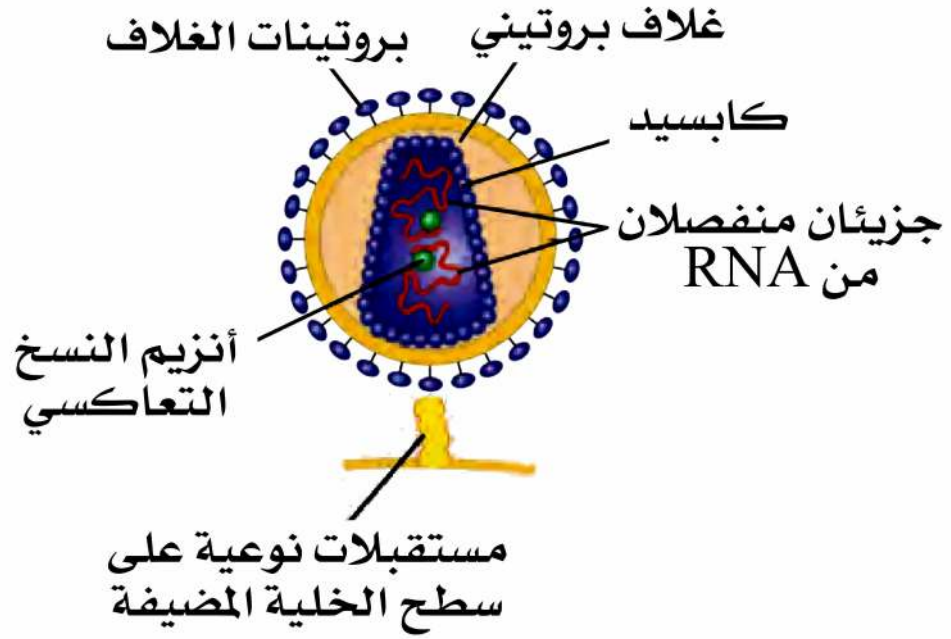 غلاف بروتيني
بروتينات الغلاف
كابسيد
جزيئان منفصلان
من RNA
أنزيم النسخ
التعاكسي
مستقبلات نوعية على
سطح الخلية المضيفة